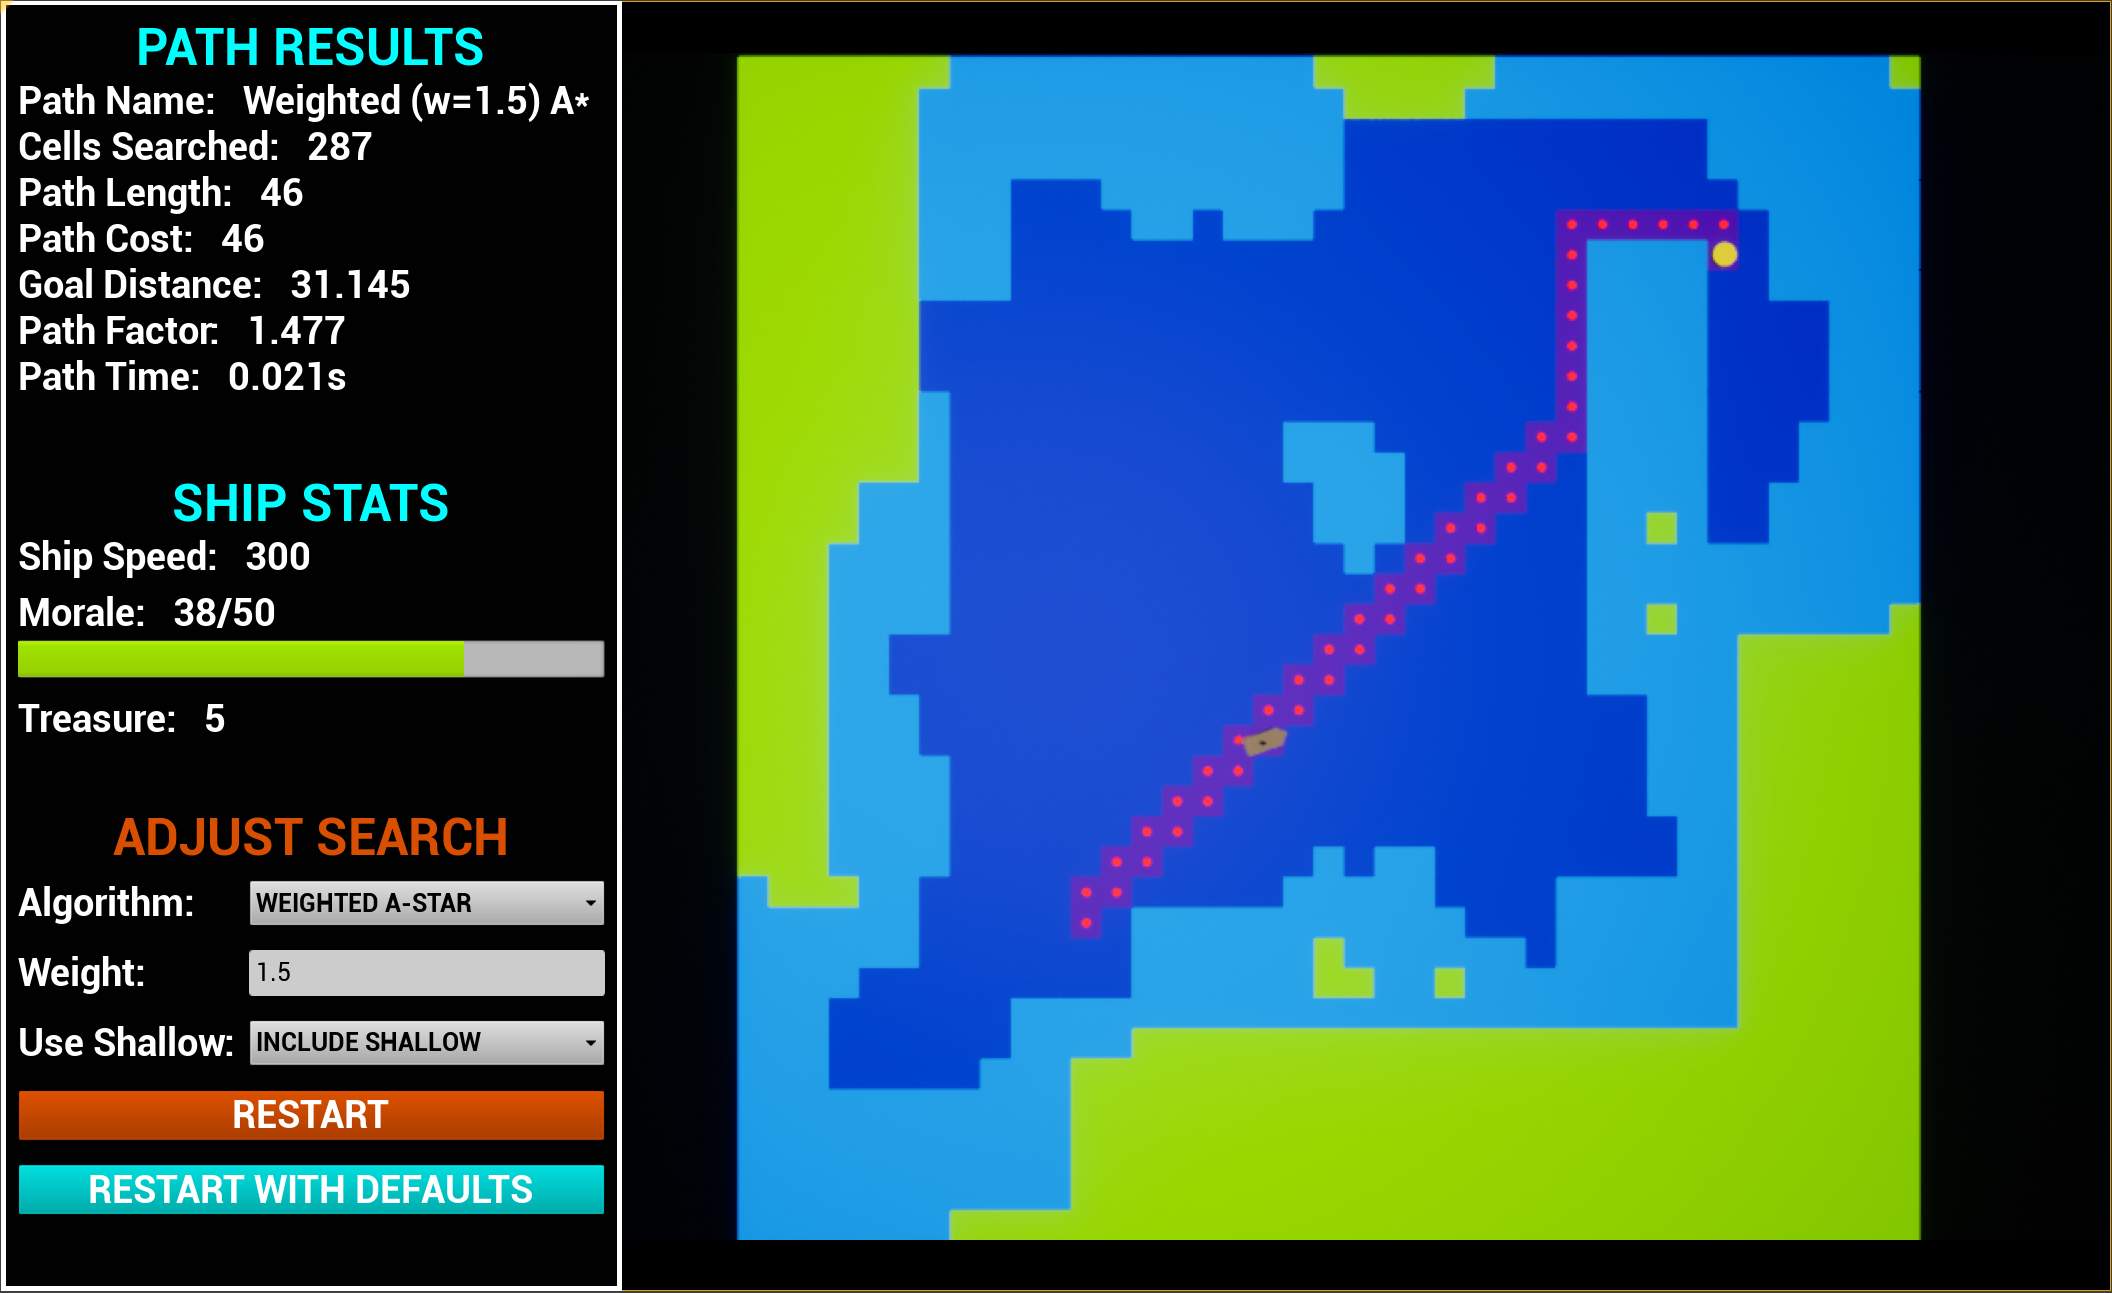 PATH RESULTS
Path Name: Weighted (w=1.5) A*
Cells Searched: 287
Path Length: 46
Path Cost: 46
Goal Distance: 31.145
Path Factor: 1.477
Path Time: 0.021s
SHIP STATS
Ship Speed: 300
Morale: 38/50
Treasure: 5
ADJUST SEARCH
Algorithm: WEIGHTED A-STAR
Weight: 1.5
Use Shallow: INCLUDE SHALLOW
RESTART
RESTART WITH DEFAULTS